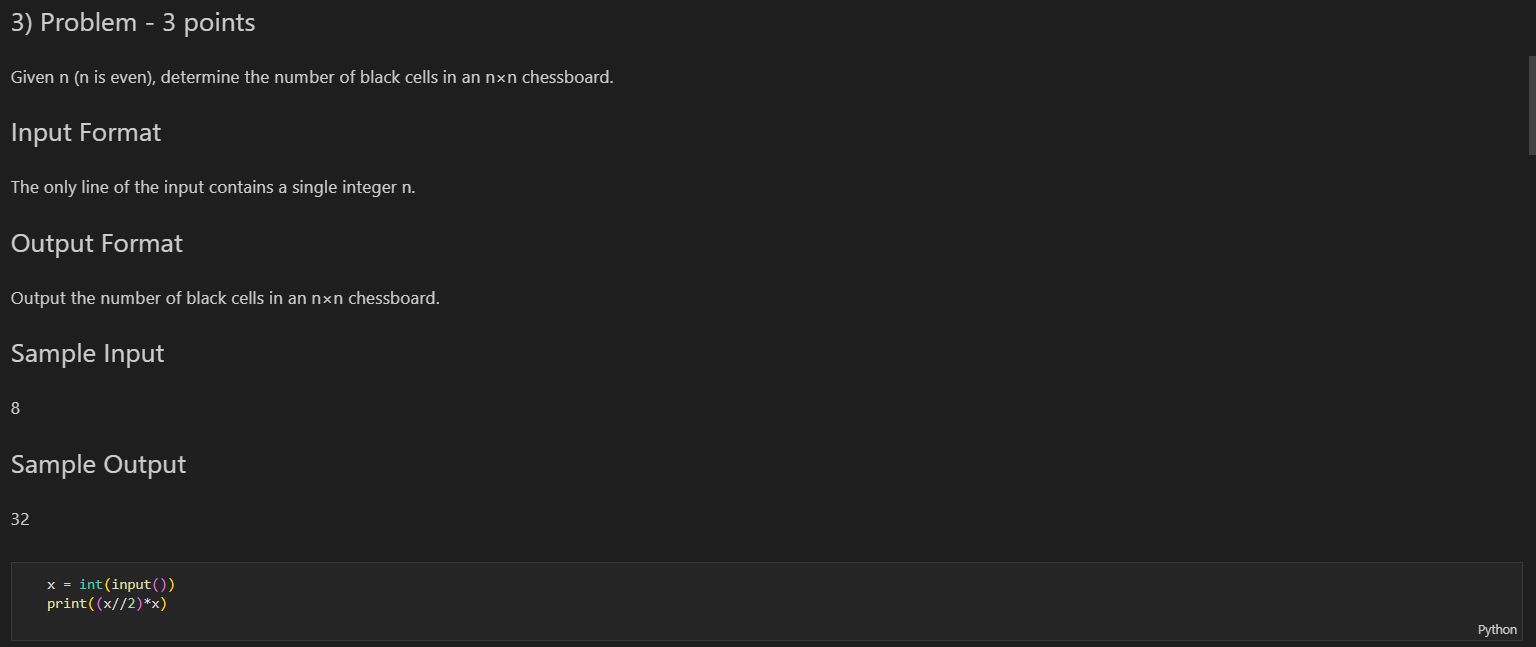 3) Problem - 3 points
Given n (n is even), determine the number of black cells in an n×n chessboard.
Input Format
The only line of the input contains a single integer n.
Output Format
Output the number of black cells in an n×n chessboard.
Sample Input
8
Sample Output
32
x = int(input())
print((x//2)*x)
Python